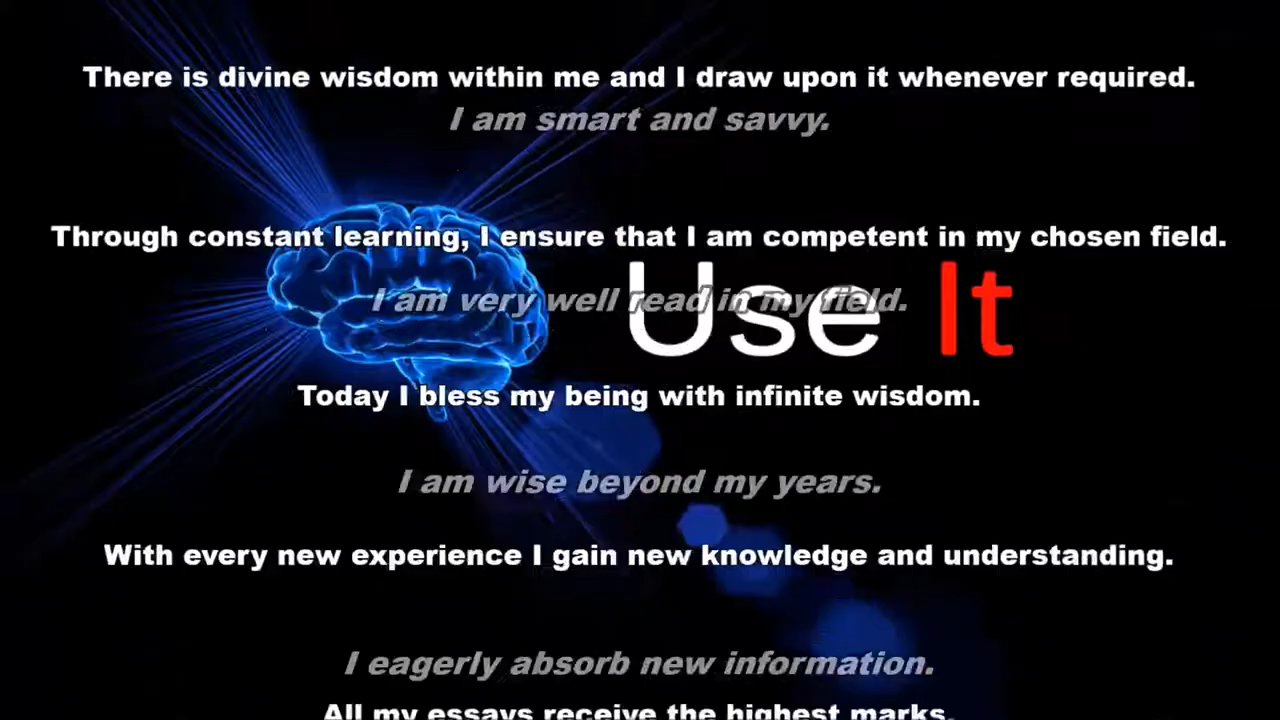 There is divine wisdom within me and I draw upon it whenever required.
I am smart and savvy.
Through constant learning, I ensure that I am competent in my chosen field.
I am very well read in my field.
Use It
Today I bless my being with infinite wisdom.
I am wise beyond my years.
With every new experience I gain new knowledge and understanding.
I eagerly absorb new information.
All my essays receive the highest marks.